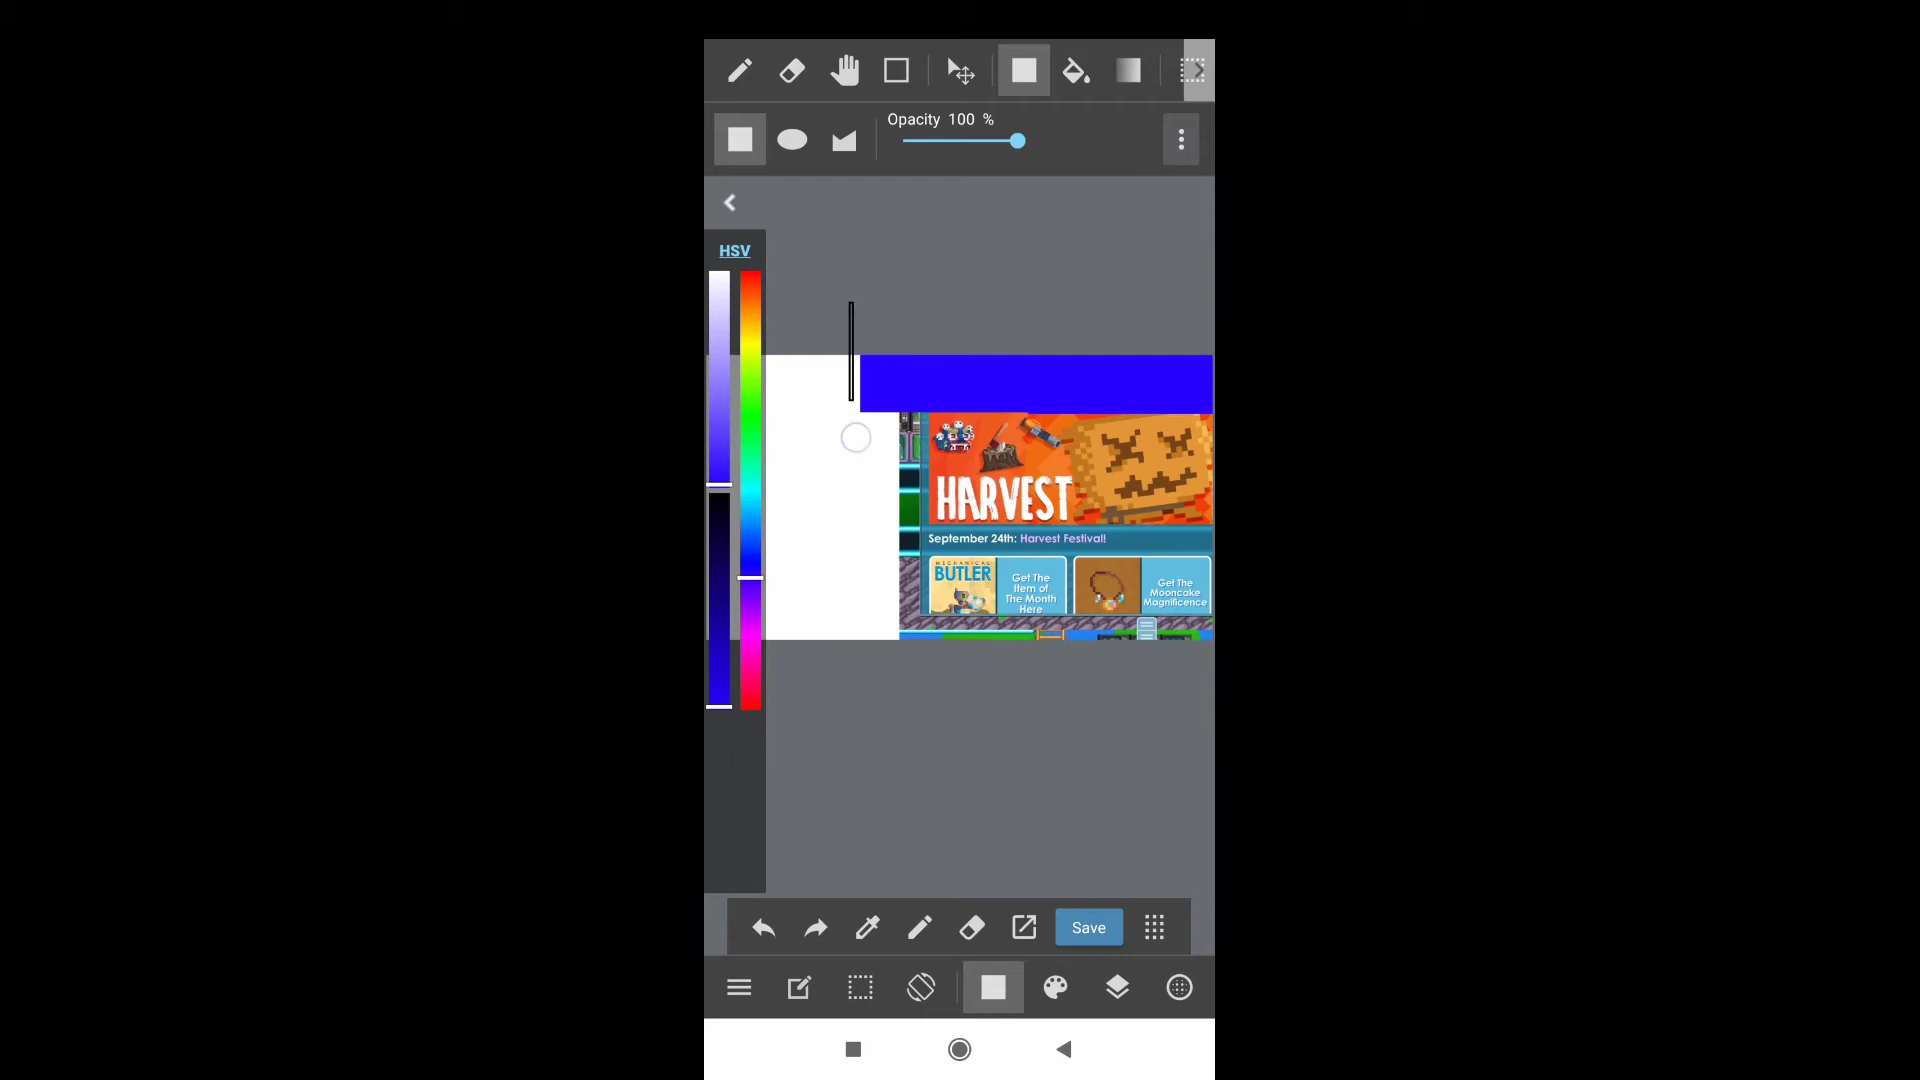 Opacity 100 %
HSV
HARVEST
September 24th: Harvest Festival!
MECHANICAL
BUTLER
Get The
Item of
The Month
Here
Get The
Mooncake
Magnificence
Save